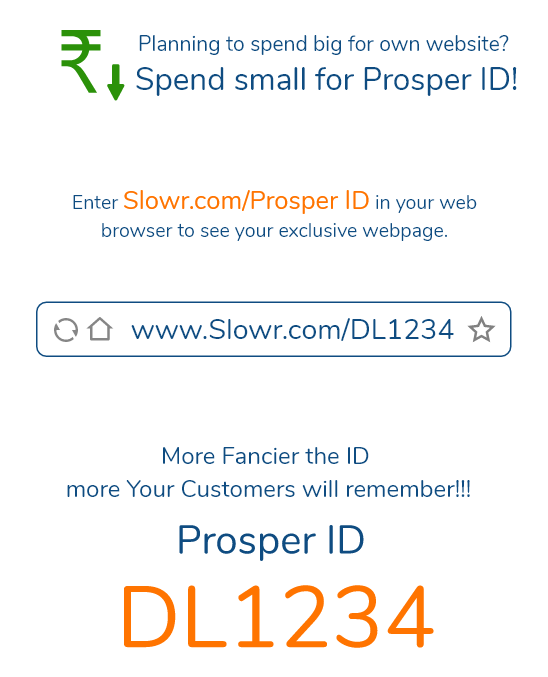 ₹
Planning to spend big for own website?
Spend small for Prosper ID!
Enter Slowr.com/Prosper ID in your web
browser to see your exclusive webpage.
www.Slowr.com/DL1234
More Fancier the ID
more Your Customers will remember!!!
Prosper ID
DL1234